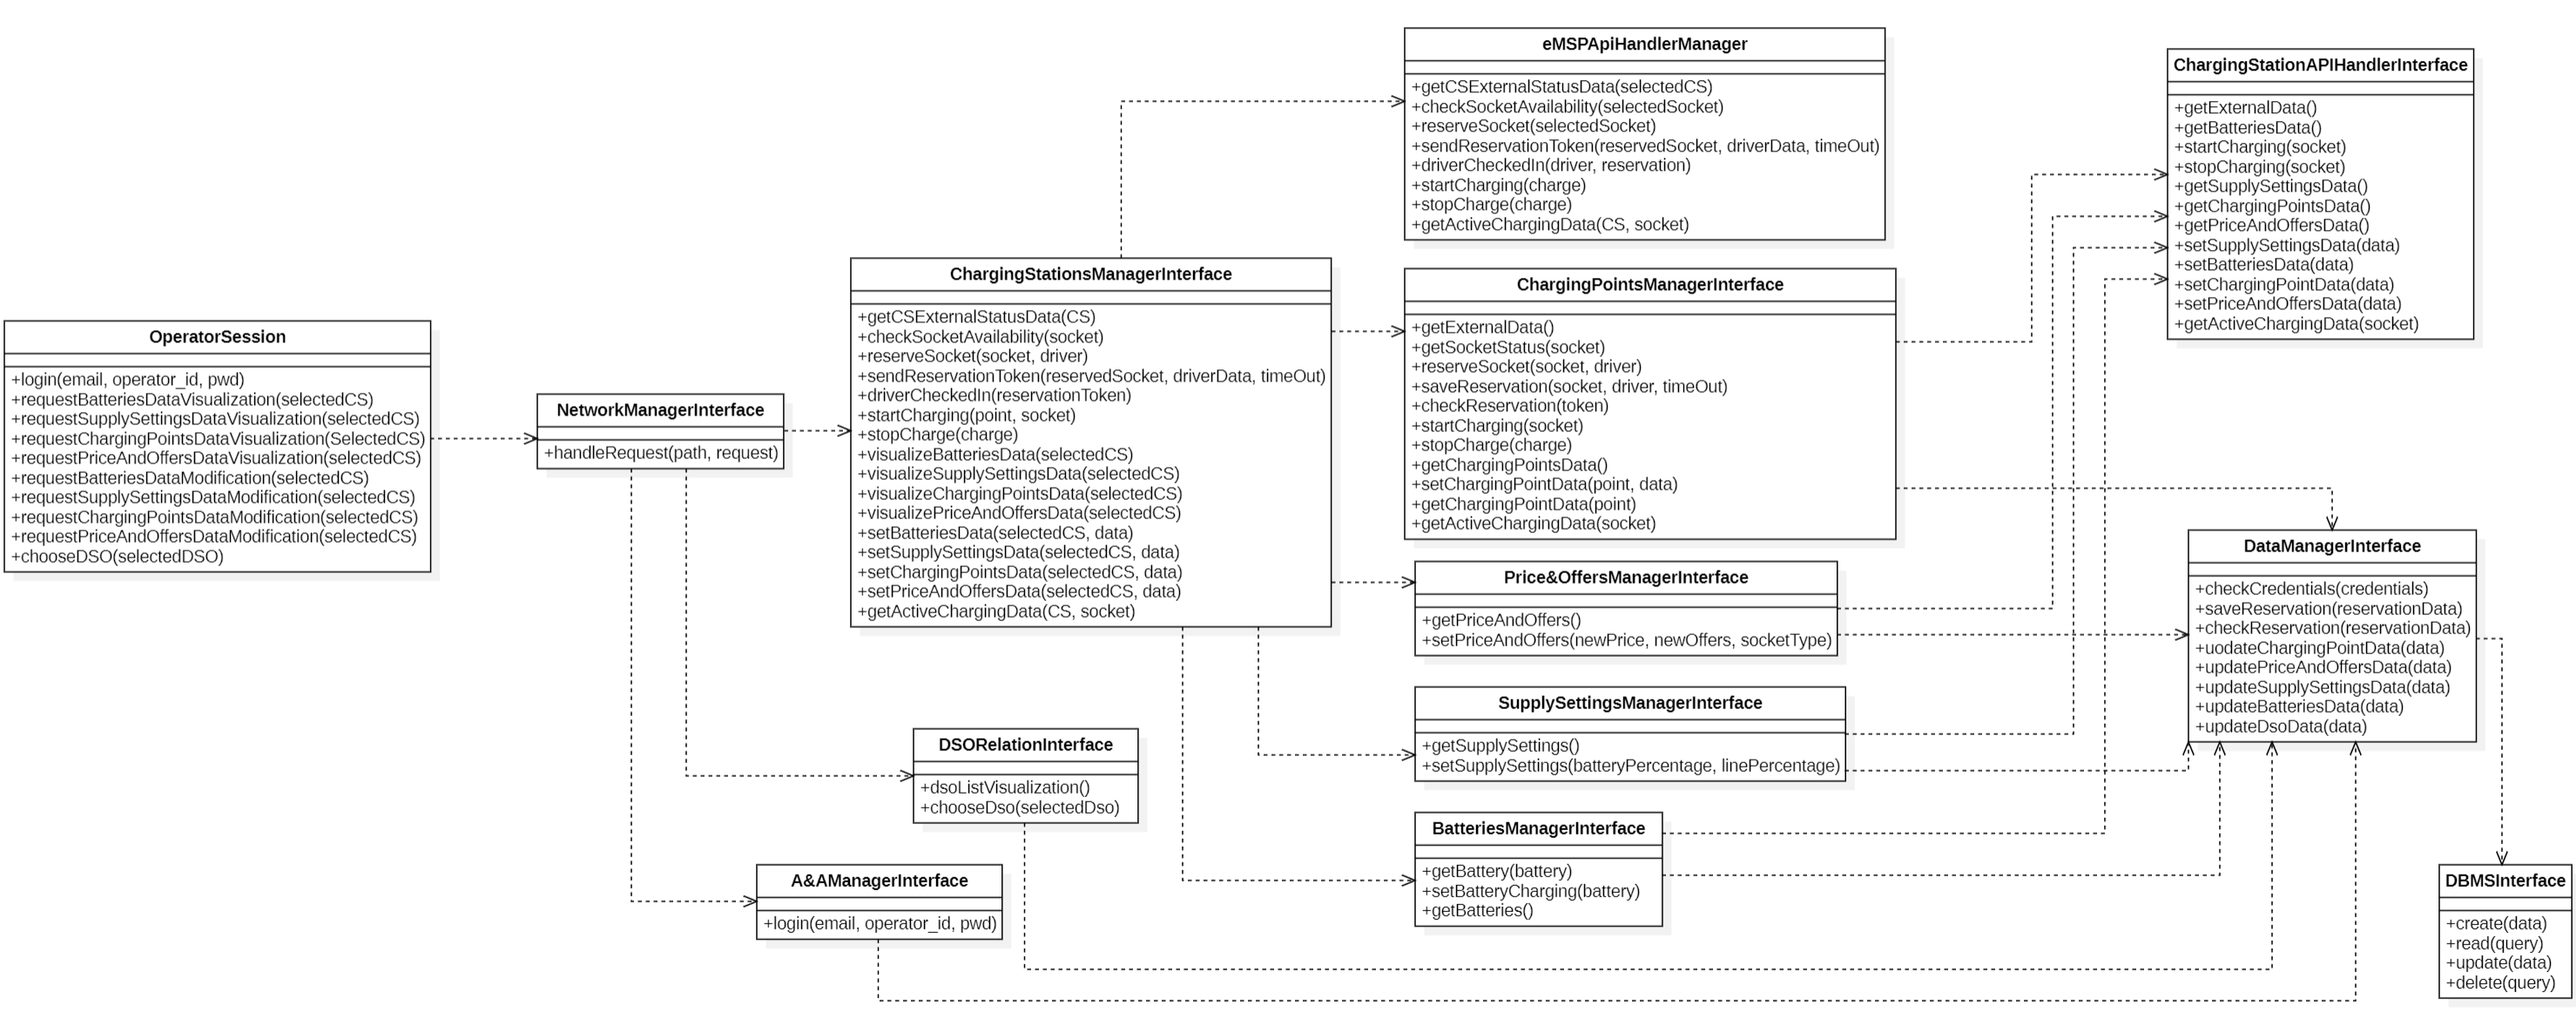 OperatorSession
+login(email, operator_id, pwd)
+requestBatteriesDataVisualization(selectedCS)
+requestSupplySettingsDataVisualization(selectedCS)
+requestChargingPointsDataVisualization(SelectedCS)
+requestPriceAndOffersDataVisualization(selectedCS)
+requestBatteriesDataModification(selectedCS)
+requestSupplySettingsDataModification(selectedCS)
+requestChargingPointsDataModification(selectedCS)
+requestPriceAndOffersDataModification(selectedCS)
+chooseDSO(selectedDSO)
NetworkManagerInterface
+handleRequest(path, request)
ChargingStationsManagerInterface
+getCSExternalStatusData(CS)
+checkSocketAvailability(socket)
+reserveSocket(socket, driver)
+sendReservationToken(reservedSocket, driverData, timeOut)
+driverCheckedIn(reservationToken)
+startCharging(point, socket)
+stopCharge(charge)
+visualizeBatteriesData(selectedCS)
+visualizeSupplySettingsData(selectedCS)
+visualizeChargingPointsData(selectedCS)
+visualizePriceAndOffersData(selectedCS)
+setBatteriesData(selectedCS, data)
+setSupplySettingsData(selectedCS, data)
+setChargingPointsData(selectedCS, data)
+setPriceAndOffersData(selectedCS, data)
+getActiveChargingData(CS, socket)
DSORelationInterface
+dsoListVisualization()
+chooseDso(selectedDso)
A&AManagerInterface
+login(email, operator_id, pwd)
eMSPApiHandlerManager
+getCSExternalStatusData(selectedCS)
+checkSocketAvailability(selectedSocket)
+reserveSocket(selectedSocket)
+sendReservationToken(reservedSocket, driverData, timeOut)
+driverCheckedIn(driver, reservation)
+startCharging(charge)
+stopCharge(charge)
+getActiveChargingData(CS, socket)
ChargingPointsManagerInterface
+getExternalData()
+getSocketStatus(socket)
+reserveSocket(socket, driver)
+saveReservation(socket, driver, timeOut)
+checkReservation(token)
+startCharging(socket)
+stopCharge(charge)
+getChargingPointsData()
+setChargingPointData(point, data)
+getChargingPointData(point)
+getActiveChargingData(socket)
Price&OffersManagerInterface
+getPriceAndOffers()
+setPriceAndOffers(newPrice, newOffers, socketType)
SupplySettingsManagerInterface
+getSupplySettings()
+setSupplySettings(batteryPercentage, linePercentage)
BatteriesManagerInterface
+getBattery(battery)
+setBatteryCharging(battery)
+getBatteries()
ChargingStationAPIHandlerInterface
+getExternalData()
+getBatteriesData()
+startCharging(socket)
+stopCharging(socket)
+getSupplySettingsData()
+getChargingPointsData()
+getPriceAndOffersData()
+setSupplySettingsData(data)
+setBatteriesData(data)
+setChargingPointData(data)
+setPriceAndOffersData(data)
+getActiveChargingData(socket)
DataManagerInterface
+checkCredentials(credentials)
+saveReservation(reservationData)
+checkReservation(reservationData)
+uodateChargingPointData(data)
+updatePriceAndOffersData(data)
+updateSupplySettingsData(data)
+updateBatteriesData(data)
+updateDsoData(data)
DBMSInterface
+create(data)
+read(query)
+update(data)
+delete(query)